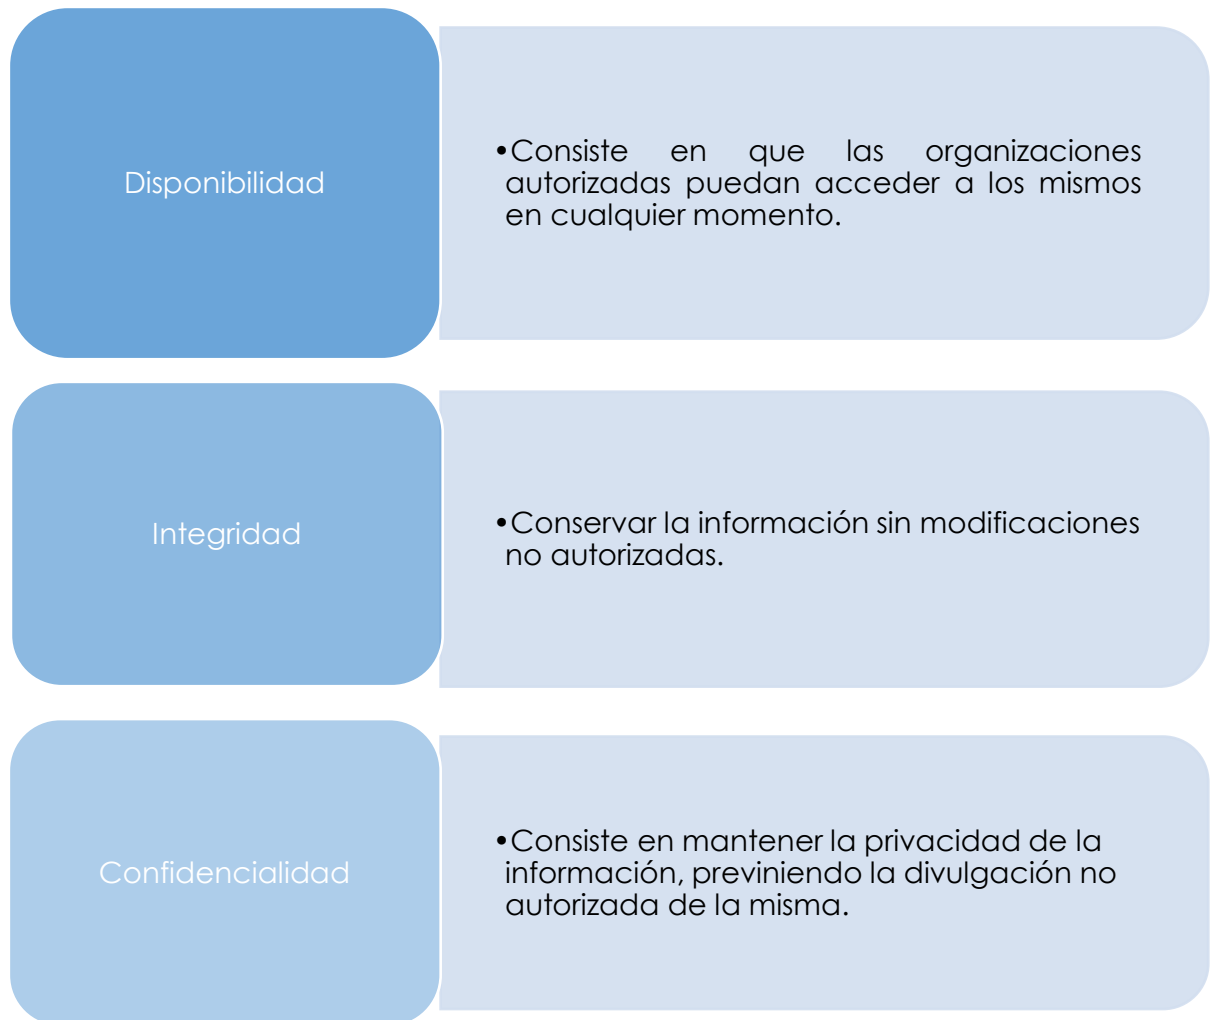 Disponibilidad
•Consiste en que las organizaciones
autorizadas puedan acceder a los mismos
en cualquier momento.
Integridad
•Conservar la información sin modificaciones
no autorizadas.
Confidencialidad
•Consiste en mantener la privacidad de la
información, previniendo la divulgación no
autorizada de la misma.